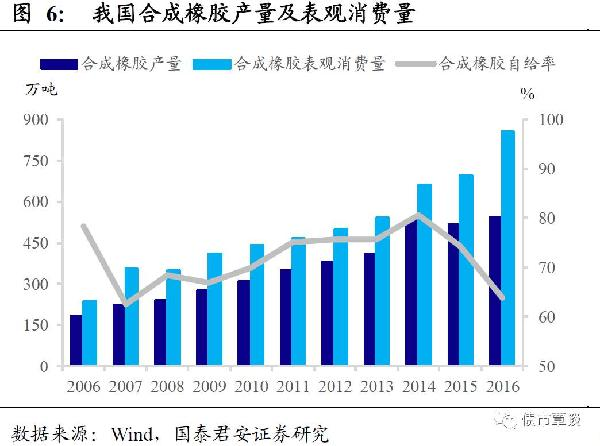 图 6： 我国合成橡胶产量及表观消费量
合成橡胶产量 合成橡胶表观消费量 合成橡胶自给率
万吨 %
900 100
750 90
600 80
450 70
300 60
150 50
0
2006 2007 2008 2009 2010 2011 2012 2013 2014 2015 2016
数据来源：Wind，国泰君安证券研究
债市覃谈